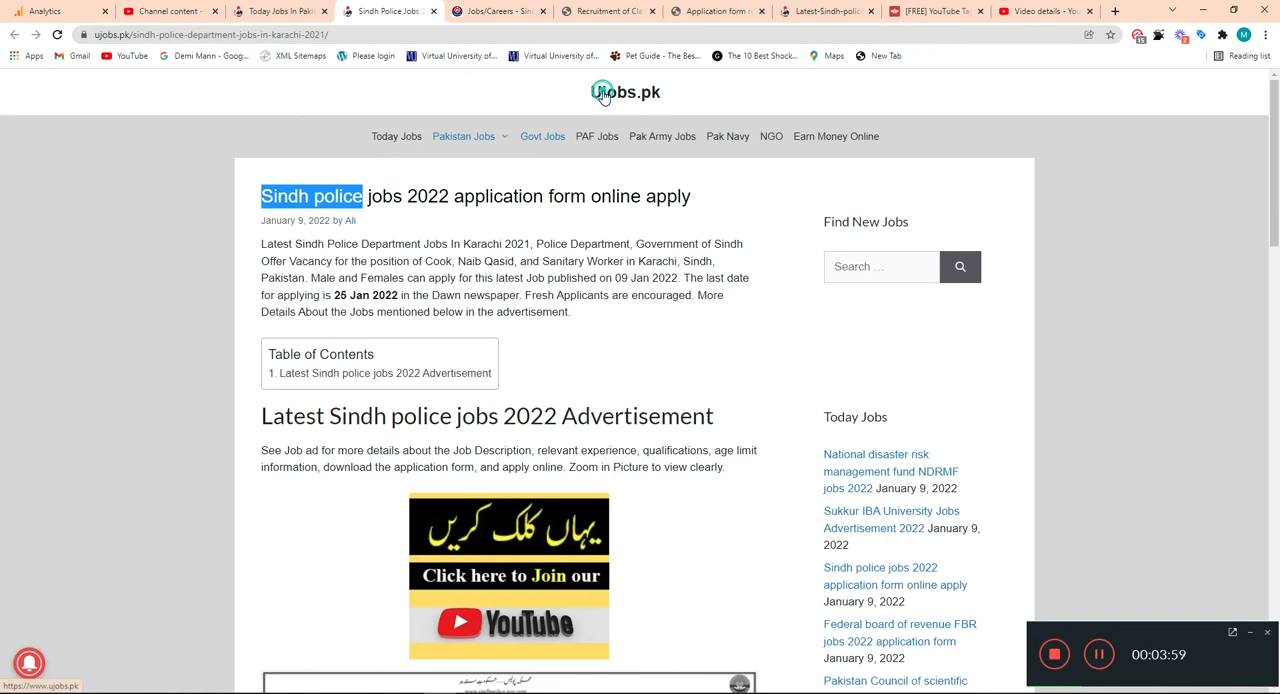 Analytics
Channel content -
Today Jobs In Paki
Sindh Police Jobs 2
Jobs/Careers - Sin
Recruitment of Cla
Application form re
Latest-Sindh-polic
[FREE] YouTube Ta
Video details - You
ujobs.pk/sindh-police-department-jobs-in-karachi-2021/
15
2
M
Apps
Gmail
YouTube
Demi Mann - Goog...
XML Sitemaps
Please login
Virtual University of...
Virtual University of...
Pet Guide - The Bes...
The 10 Best Shock...
Maps
New Tab
Reading list
Ujobs.pk
Today Jobs
Pakistan Jobs
Govt Jobs
PAF Jobs
Pak Army Jobs
Pak Navy
NGO
Earn Money Online
Sindh police jobs 2022 application form online apply
January 9, 2022 by Ali
Latest Sindh Police Department Jobs In Karachi 2021, Police Department, Government of Sindh
Offer Vacancy for the position of Cook, Naib Qasid, and Sanitary Worker in Karachi, Sindh,
Pakistan. Male and Females can apply for this latest Job published on 09 Jan 2022. The last date
for applying is 25 Jan 2022 in the Dawn newspaper. Fresh Applicants are encouraged. More
Details About the Jobs mentioned below in the advertisement.
Table of Contents
1. Latest Sindh police jobs 2022 Advertisement
Latest Sindh police jobs 2022 Advertisement
See Job ad for more details about the Job Description, relevant experience, qualifications, age limit
information, download the application form, and apply online. Zoom in Picture to view clearly.
یہاں کلک کریں
Click here to Join our
YouTube
www.sindhpolice.gov.com
Find New Jobs
Search …
Today Jobs
National disaster risk
management fund NDRMF
jobs 2022 January 9, 2022
Sukkur IBA University Jobs
Advertisement 2022 January 9,
2022
Sindh police jobs 2022
application form online apply
January 9, 2022
Federal board of revenue FBR
jobs 2022 application form
January 9, 2022
Pakistan Council of scientific
00:03:59
https://www.ujobs.pk